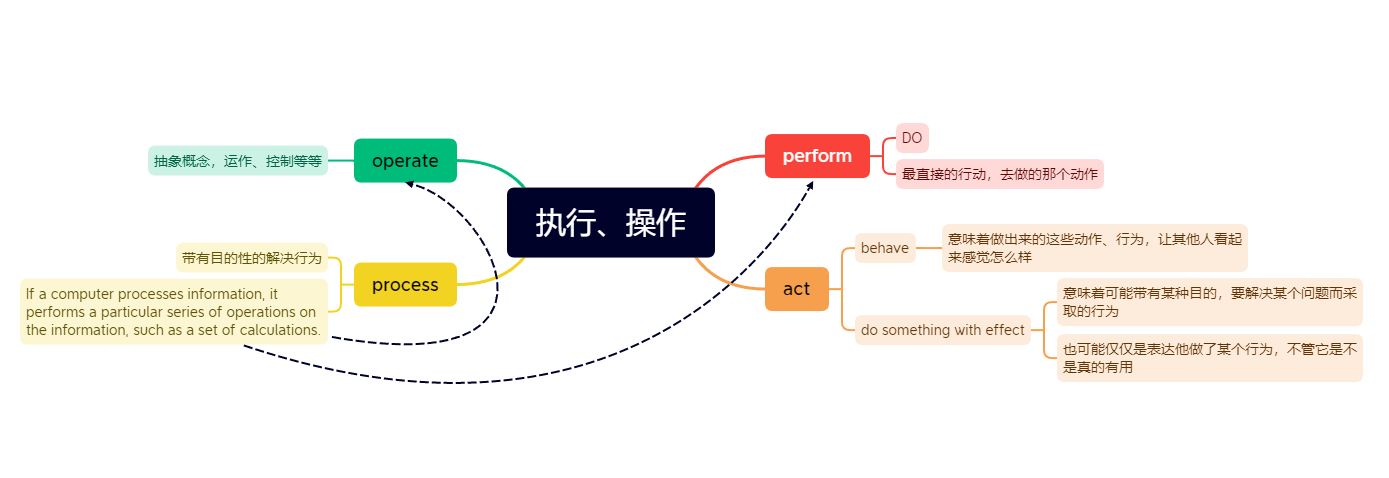 执行、操作
perform
DO
最直接的行动，去做的那个动作
act
behave
意味着做出来的这些动作、行为，让其他人看起
来感觉怎么样
do something with effect
意味着可能带有某种目的，要解决某个问题而采
取的行为
也可能仅仅是表达他做了某个行为，不管它是不
是真的有用
operate
抽象概念，运作、控制等等
process
带有目的性的解决行为
If a computer processes information, it
performs a particular series of operations on
the information, such as a set of calculations.